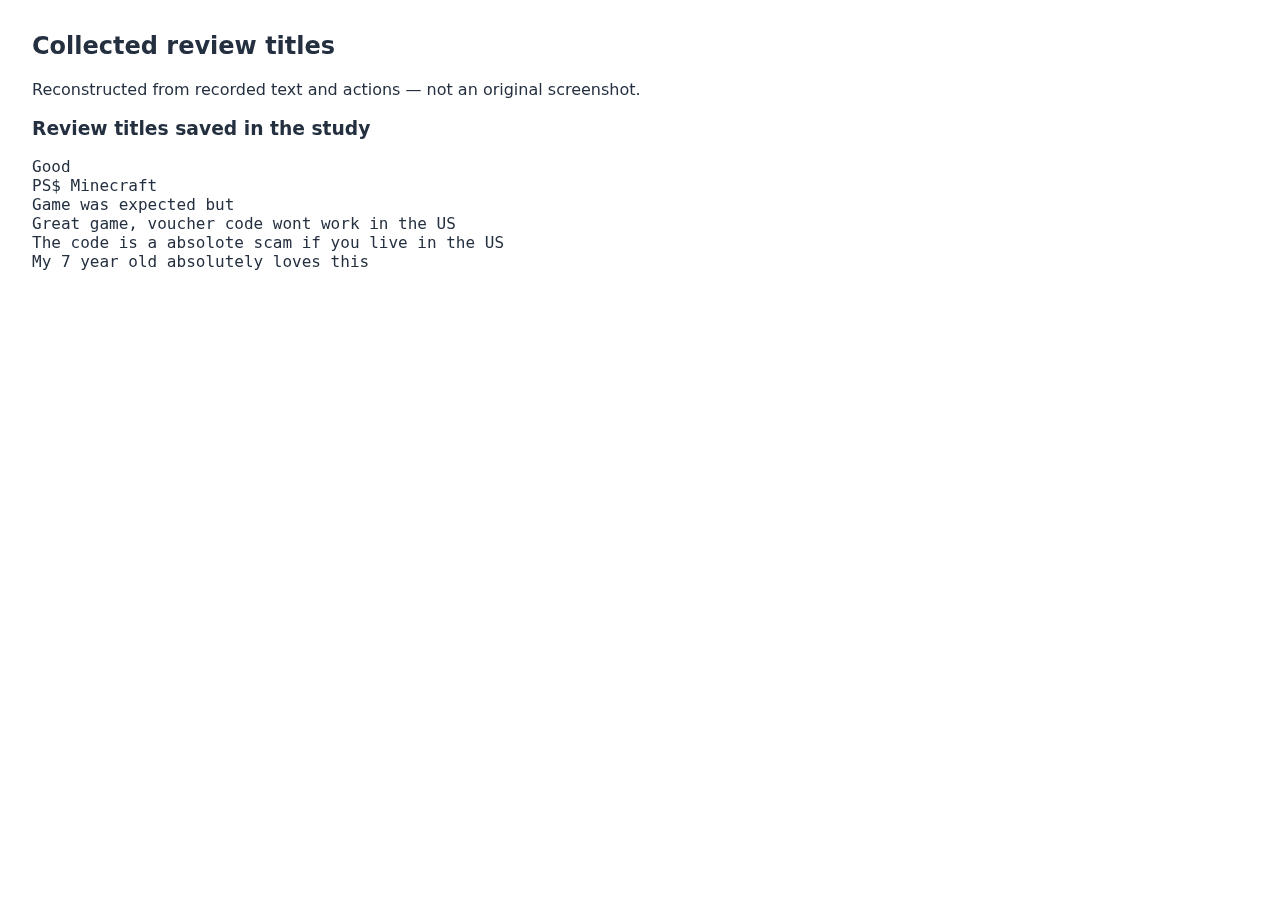 Collected review titles
Reconstructed from recorded text and actions — not an original screenshot.
Review titles saved in the study
Good
PS$ Minecraft
Game was expected but
Great game, voucher code wont work in the US
The code is a absolote scam if you live in the US
My 7 year old absolutely loves this